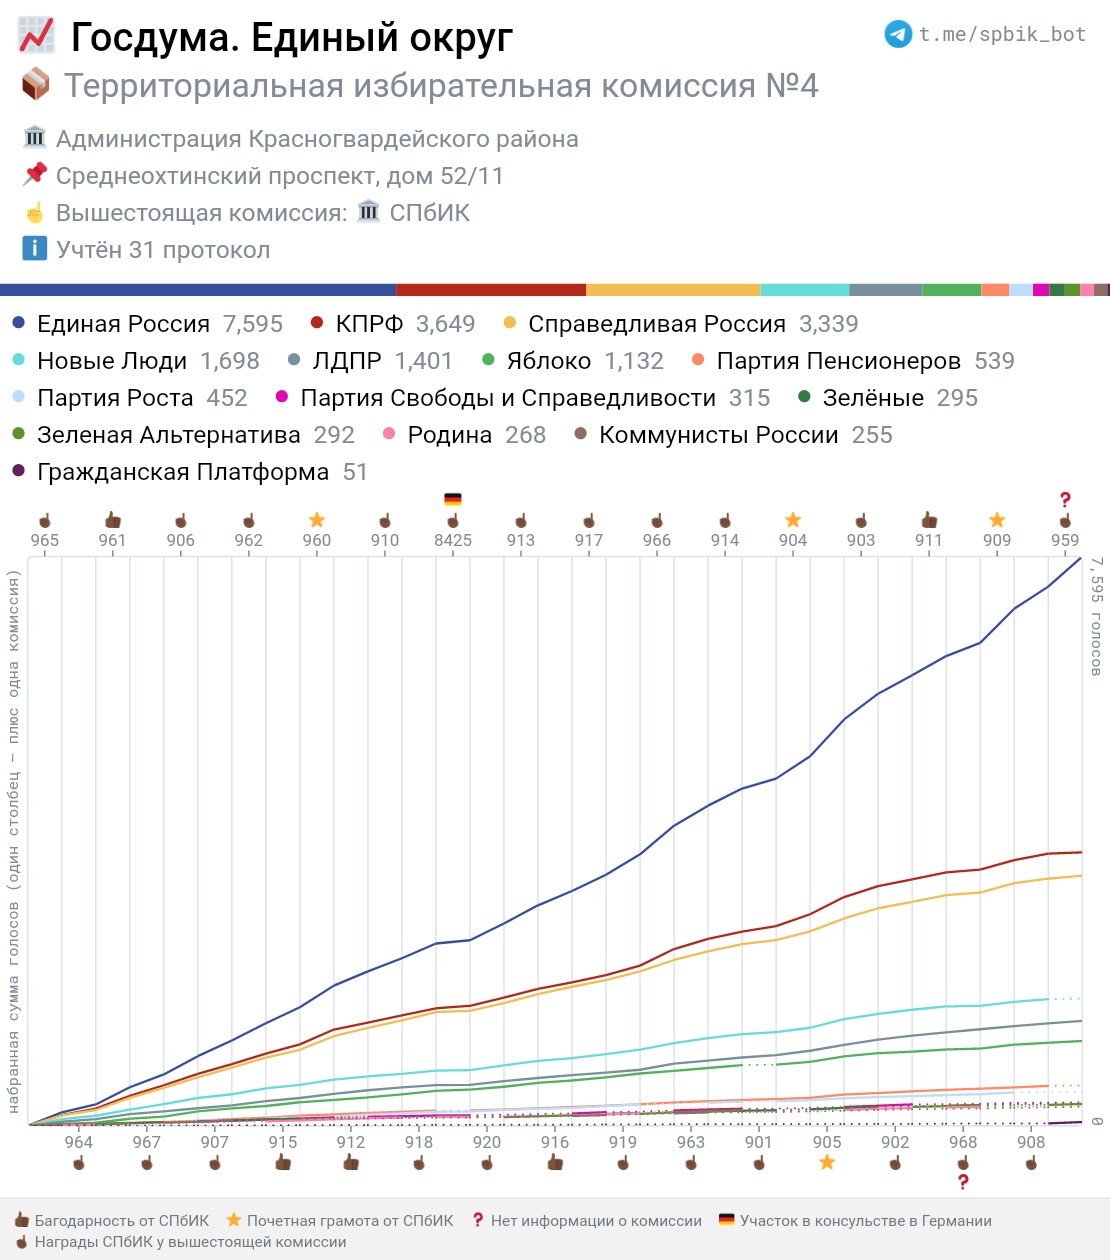 Госдума. Единый округ
t.me/spbik_bot
Территориальная избирательная комиссия №4
Администрация Красногвардейского района
Среднеохтинский проспект, дом 52/11
Вышестоящая комиссия: СПбИК
Учтён 31 протокол
Единая Россия 7,595 КПРФ 3,649 Справедливая Россия 3,339
Новые Люди 1,698 ЛДПР 1,401 Яблоко 1,132 Партия Пенсионеров 539
Партия Роста 452 Партия Свободы и Справедливости 315 Зелёные 295
Зеленая Альтернатива 292 Родина 268 Коммунисты России 255
Гражданская Платформа 51
965 961 906 962 960 910 8425 913 917 966 914 904 903 911 909 959
набранная сумма голосов (один столбец — плюс одна комиссия)
7,595 голосов
0
964 967 907 915 912 918 920 916 919 963 901 905 902 968 908
Багодарность от СПбИК Почетная грамота от СПбИК Нет информации о комиссии Участок в консульстве в Германии
Награды СПбИК у вышестоящей комиссии